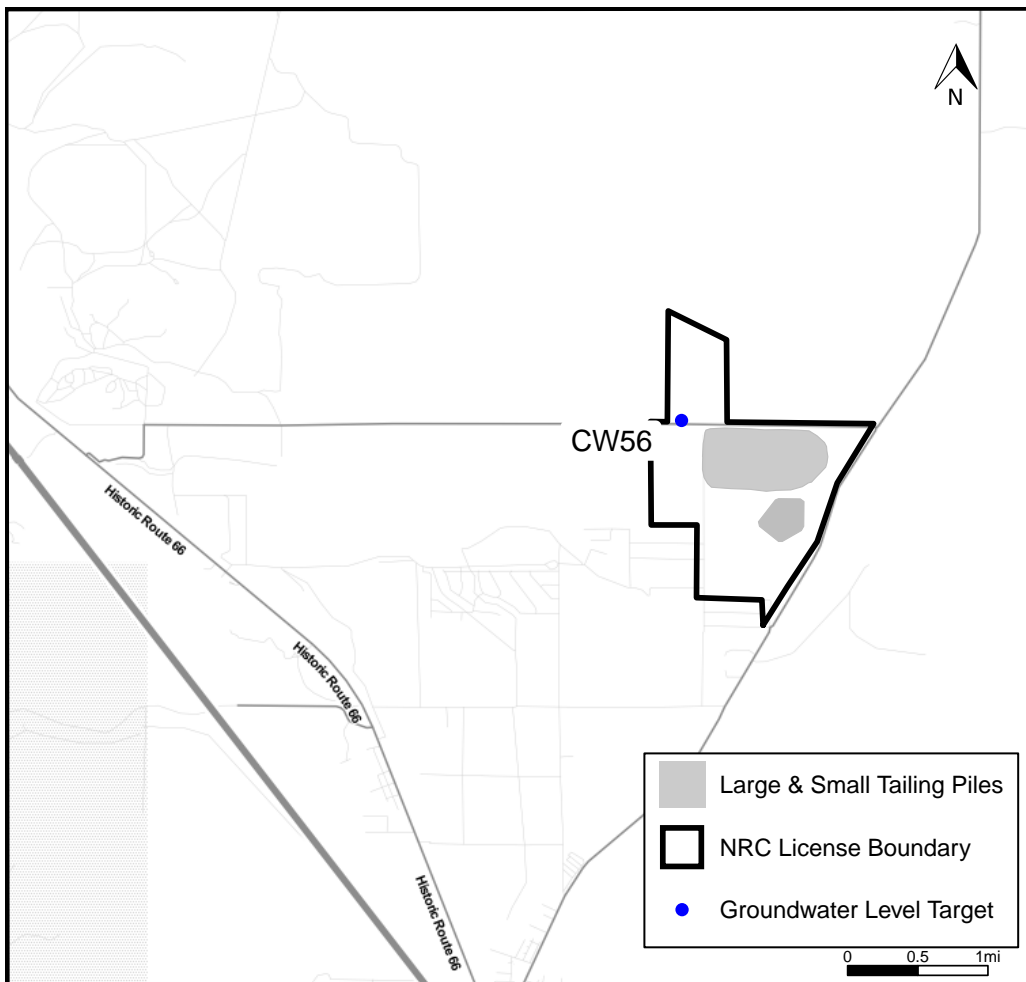 N
CW56
Historic Route 66
Historic Route 66
Historic Route 66
Large & Small Tailing Piles
NRC License Boundary
Groundwater Level Target
0 0.5 1mi